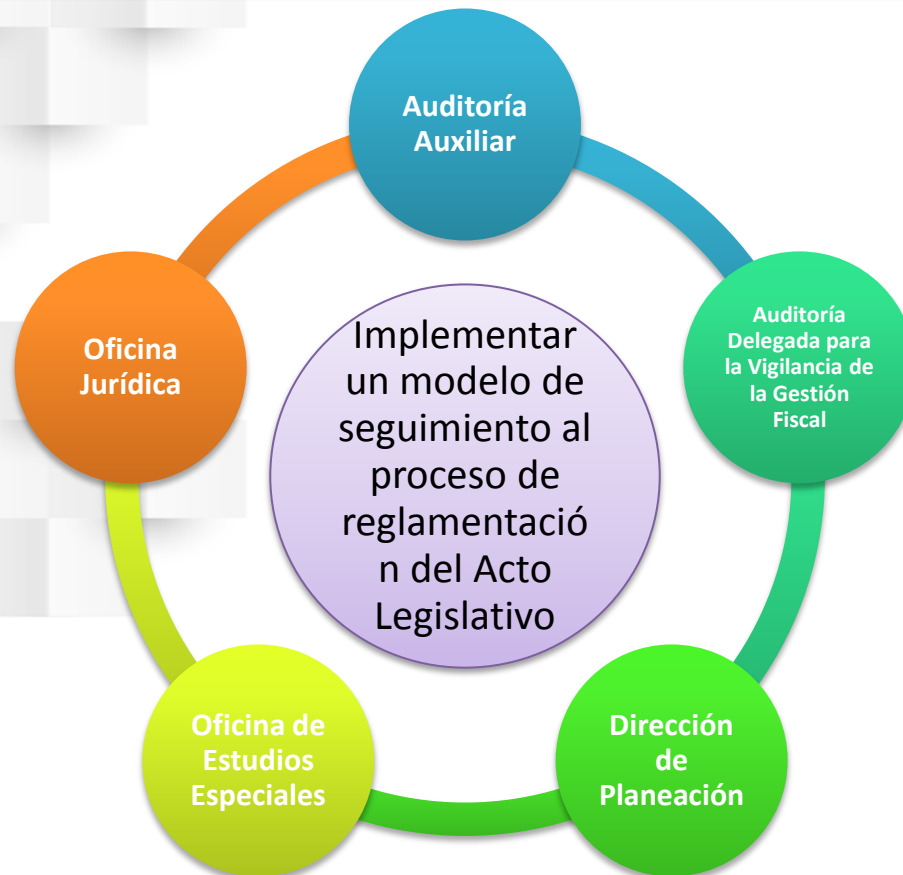 Auditoría
Auxiliar
Auditoría
Delegada para
la Vigilancia de
la Gestión
Fiscal
Dirección
de
Planeación
Oficina de
Estudios
Especiales
Oficina
Jurídica
Implementar
un modelo de
seguimiento al
proceso de
reglamentació
n del Acto
Legislativo